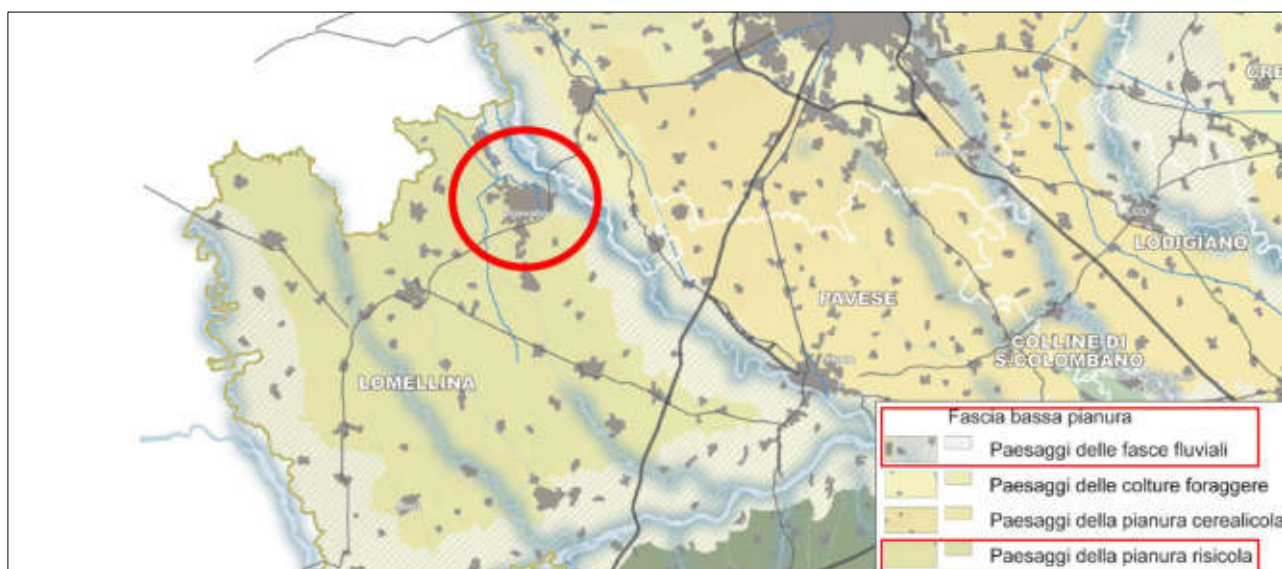 CRE
LODIGIANO
PAVESE
COLLINE DI
S.COLOMBANO
LOMELLINA
Fascia bassa pianura
Paesaggi delle fasce fluviali
Paesaggi delle colture foraggere
Paesaggi della pianura cerealicola
Paesaggi della pianura risicola